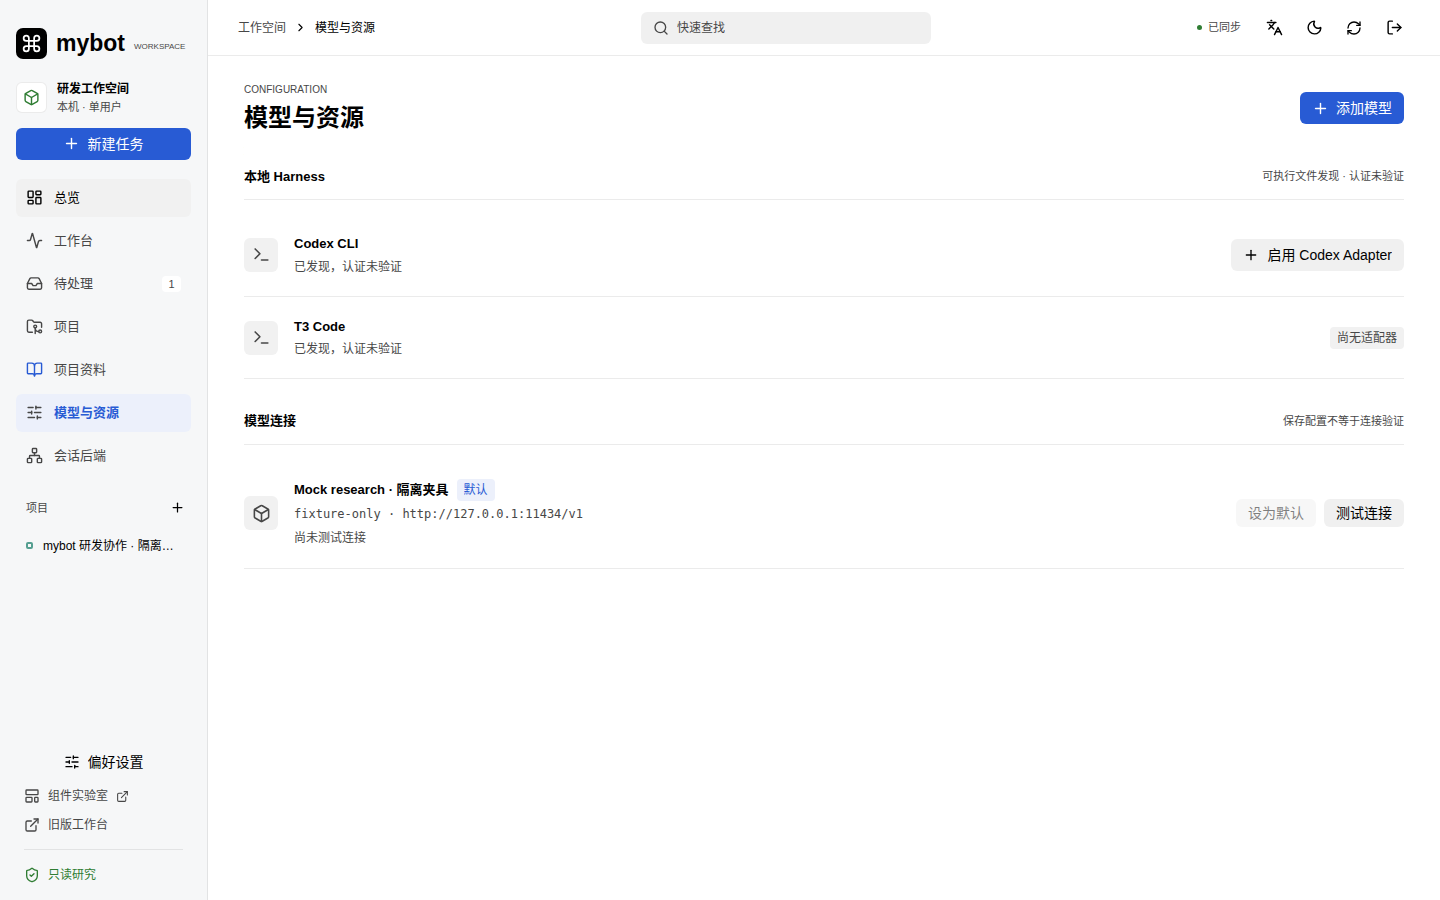 mybot WORKSPACE
研发工作空间
本机 · 单用户
新建任务
总览
工作台
待处理 1
项目
项目资料
模型与资源
会话后端
项目
mybot 研发协作 · 隔离…
偏好设置
组件实验室
旧版工作台
只读研究
工作空间 模型与资源
快速查找
已同步
CONFIGURATION
模型与资源
添加模型
本地 Harness
可执行文件发现 · 认证未验证
Codex CLI
已发现，认证未验证
启用 Codex Adapter
T3 Code
已发现，认证未验证
尚无适配器
模型连接
保存配置不等于连接验证
Mock research · 隔离夹具 默认
fixture-only · http://127.0.0.1:11434/v1
尚未测试连接
设为默认 测试连接